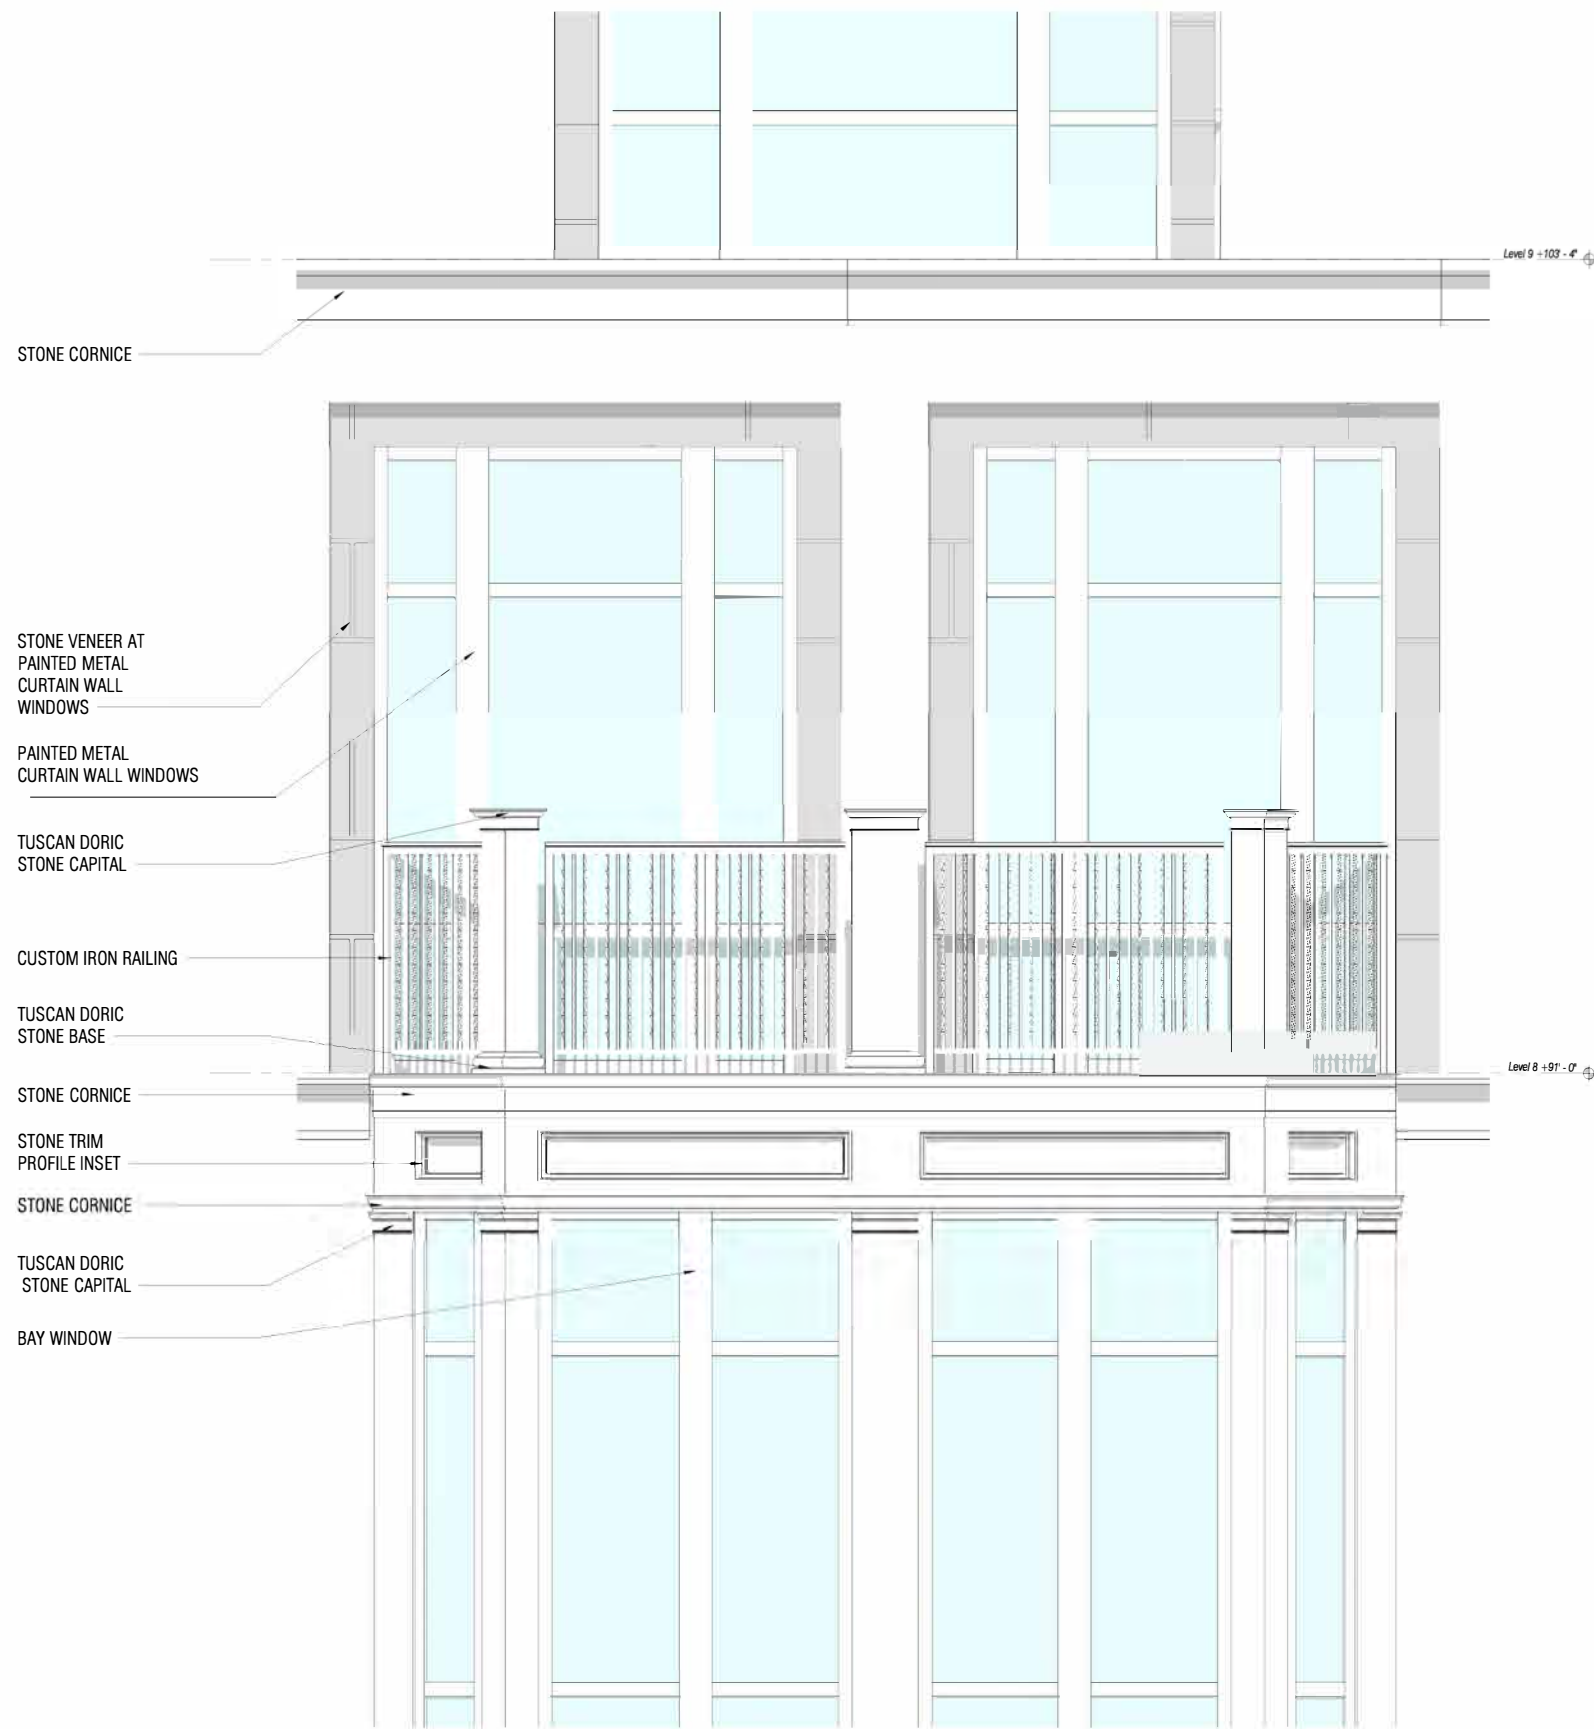 Level 9 +103' - 4"
STONE CORNICE
STONE VENEER AT
PAINTED METAL
CURTAIN WALL
WINDOWS
PAINTED METAL
CURTAIN WALL WINDOWS
TUSCAN DORIC
STONE CAPITAL
CUSTOM IRON RAILING
TUSCAN DORIC
STONE BASE
Level 8 +91' - 0"
STONE CORNICE
STONE TRIM
PROFILE INSET
STONE CORNICE
TUSCAN DORIC
STONE CAPITAL
BAY WINDOW